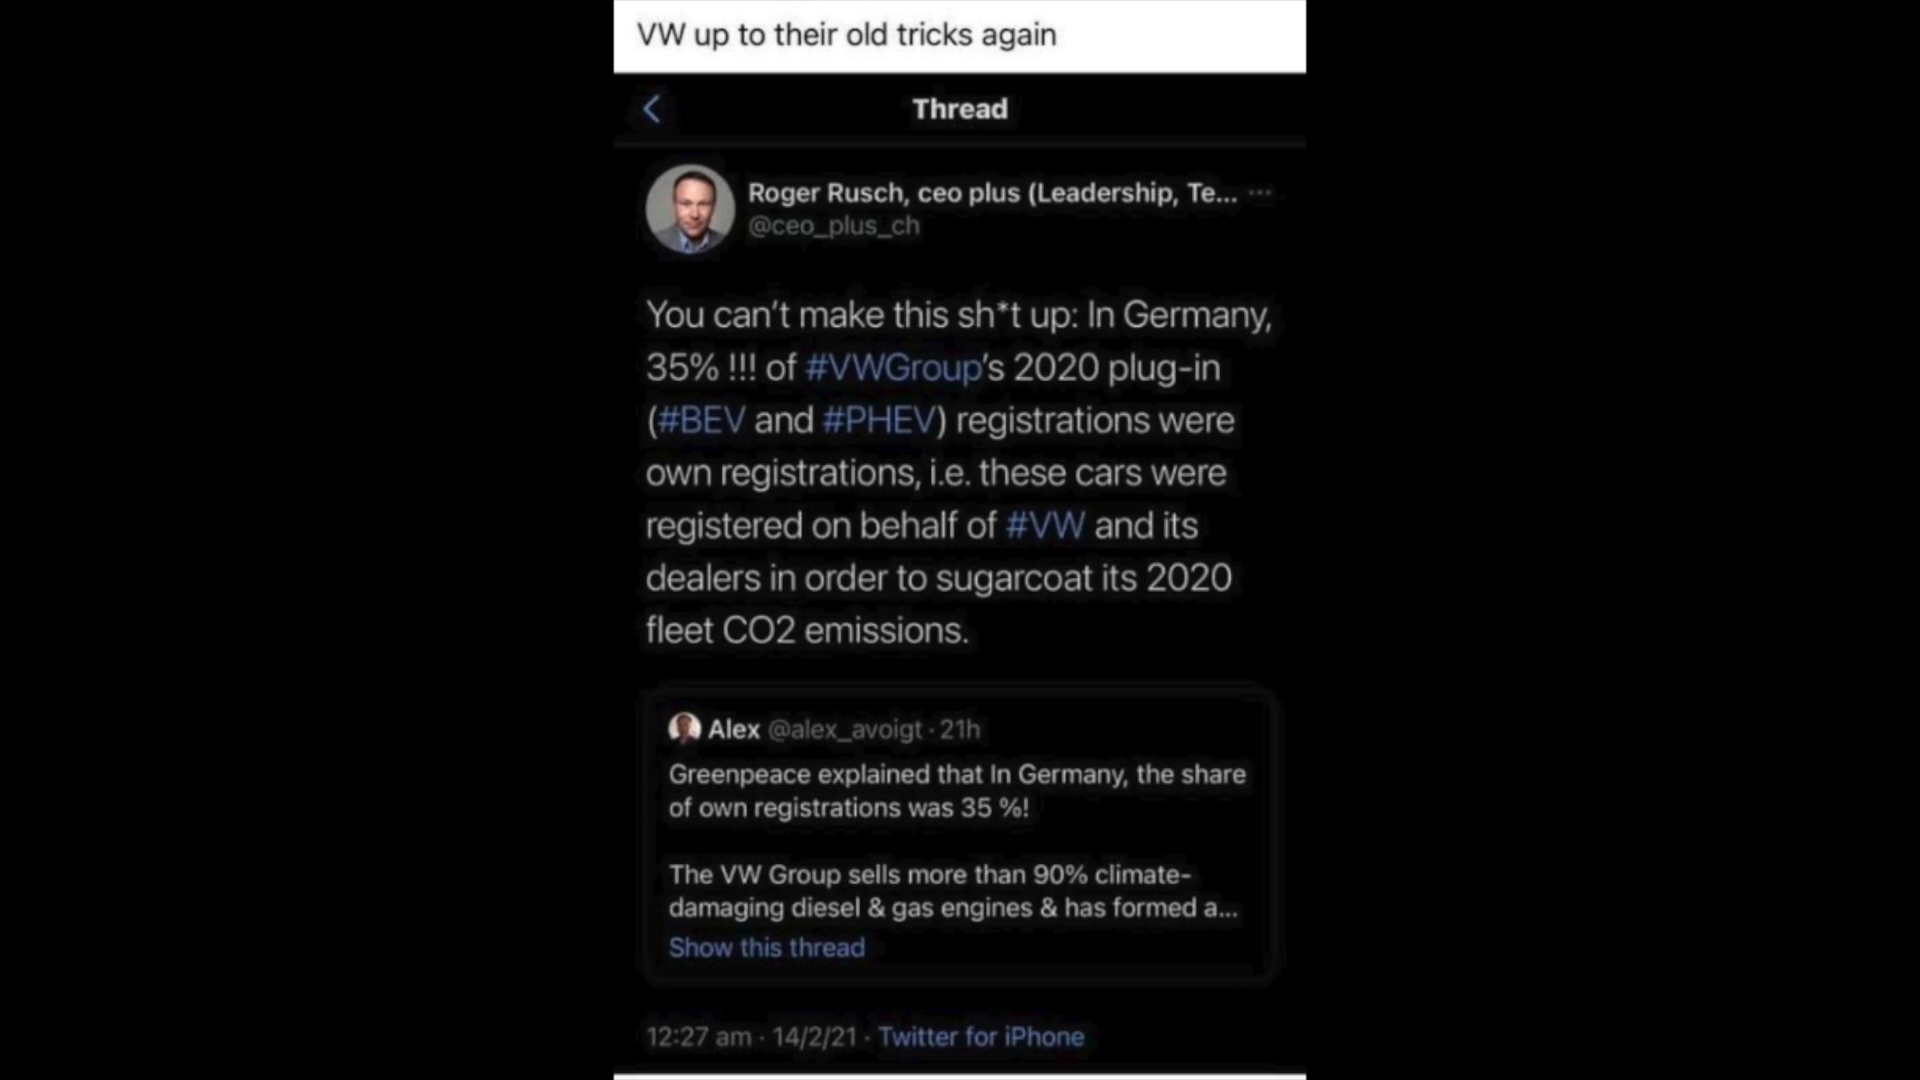 VW up to their old tricks again
Thread
Roger Rusch, ceo plus (Leadership, Te... ...
@ceo_plus_ch
You can't make this sh*t up: In Germany,
35% !!! of #VWGroup's 2020 plug-in
(#BEV and #PHEV) registrations were
own registrations, i.e. these cars were
registered on behalf of #VW and its
dealers in order to sugarcoat its 2020
fleet CO2 emissions.
Alex @alex_avoigt · 21h
Greenpeace explained that In Germany, the share
of own registrations was 35 %!
The VW Group sells more than 90% climate-
damaging diesel & gas engines & has formed a...
Show this thread
12:27 am · 14/2/21 · Twitter for iPhone